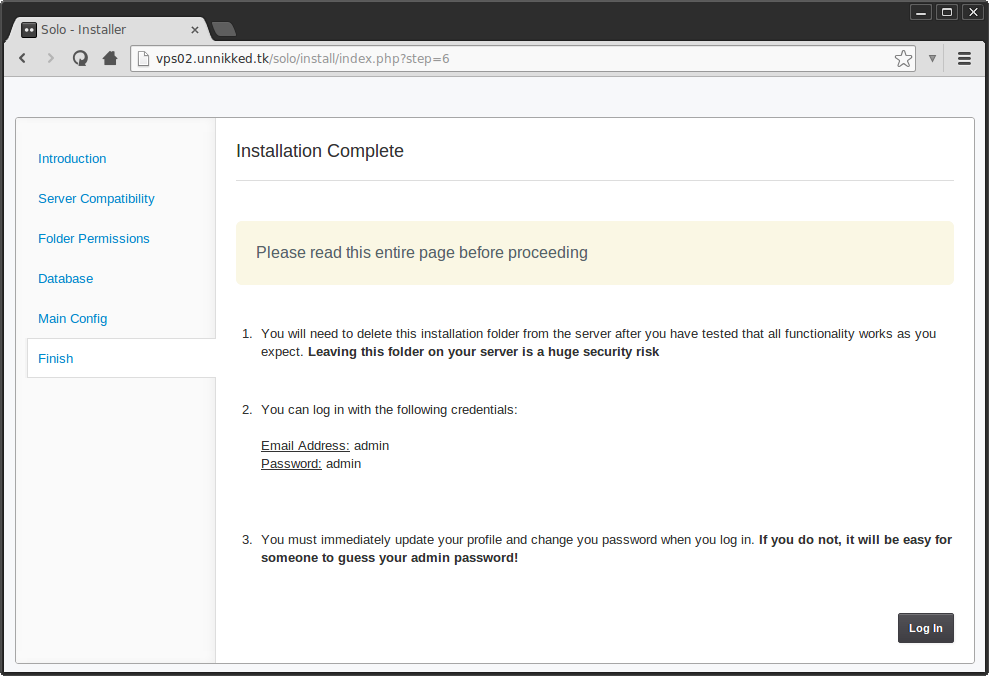 Solo - Installer
vps02.unnikked.tk/solo/install/index.php?step=6
Introduction
Server Compatibility
Folder Permissions
Database
Main Config
Finish
Installation Complete
Please read this entire page before proceeding
1. You will need to delete this installation folder from the server after you have tested that all functionality works as you
expect. Leaving this folder on your server is a huge security risk
2. You can log in with the following credentials:
Email Address: admin
Password: admin
3. You must immediately update your profile and change you password when you log in. If you do not, it will be easy for
someone to guess your admin password!
Log In